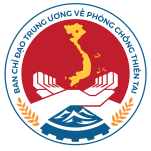 BAN CHỈ ĐẠO TRUNG ƯƠNG VỀ PHÒNG CHỐNG THIÊN TAI